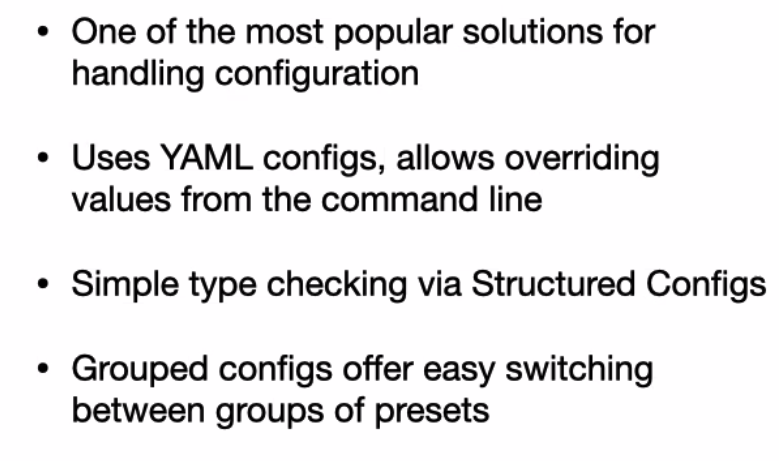 • One of the most popular solutions for
handling configuration
• Uses YAML configs, allows overriding
values from the command line
• Simple type checking via Structured Configs
• Grouped configs offer easy switching
between groups of presets